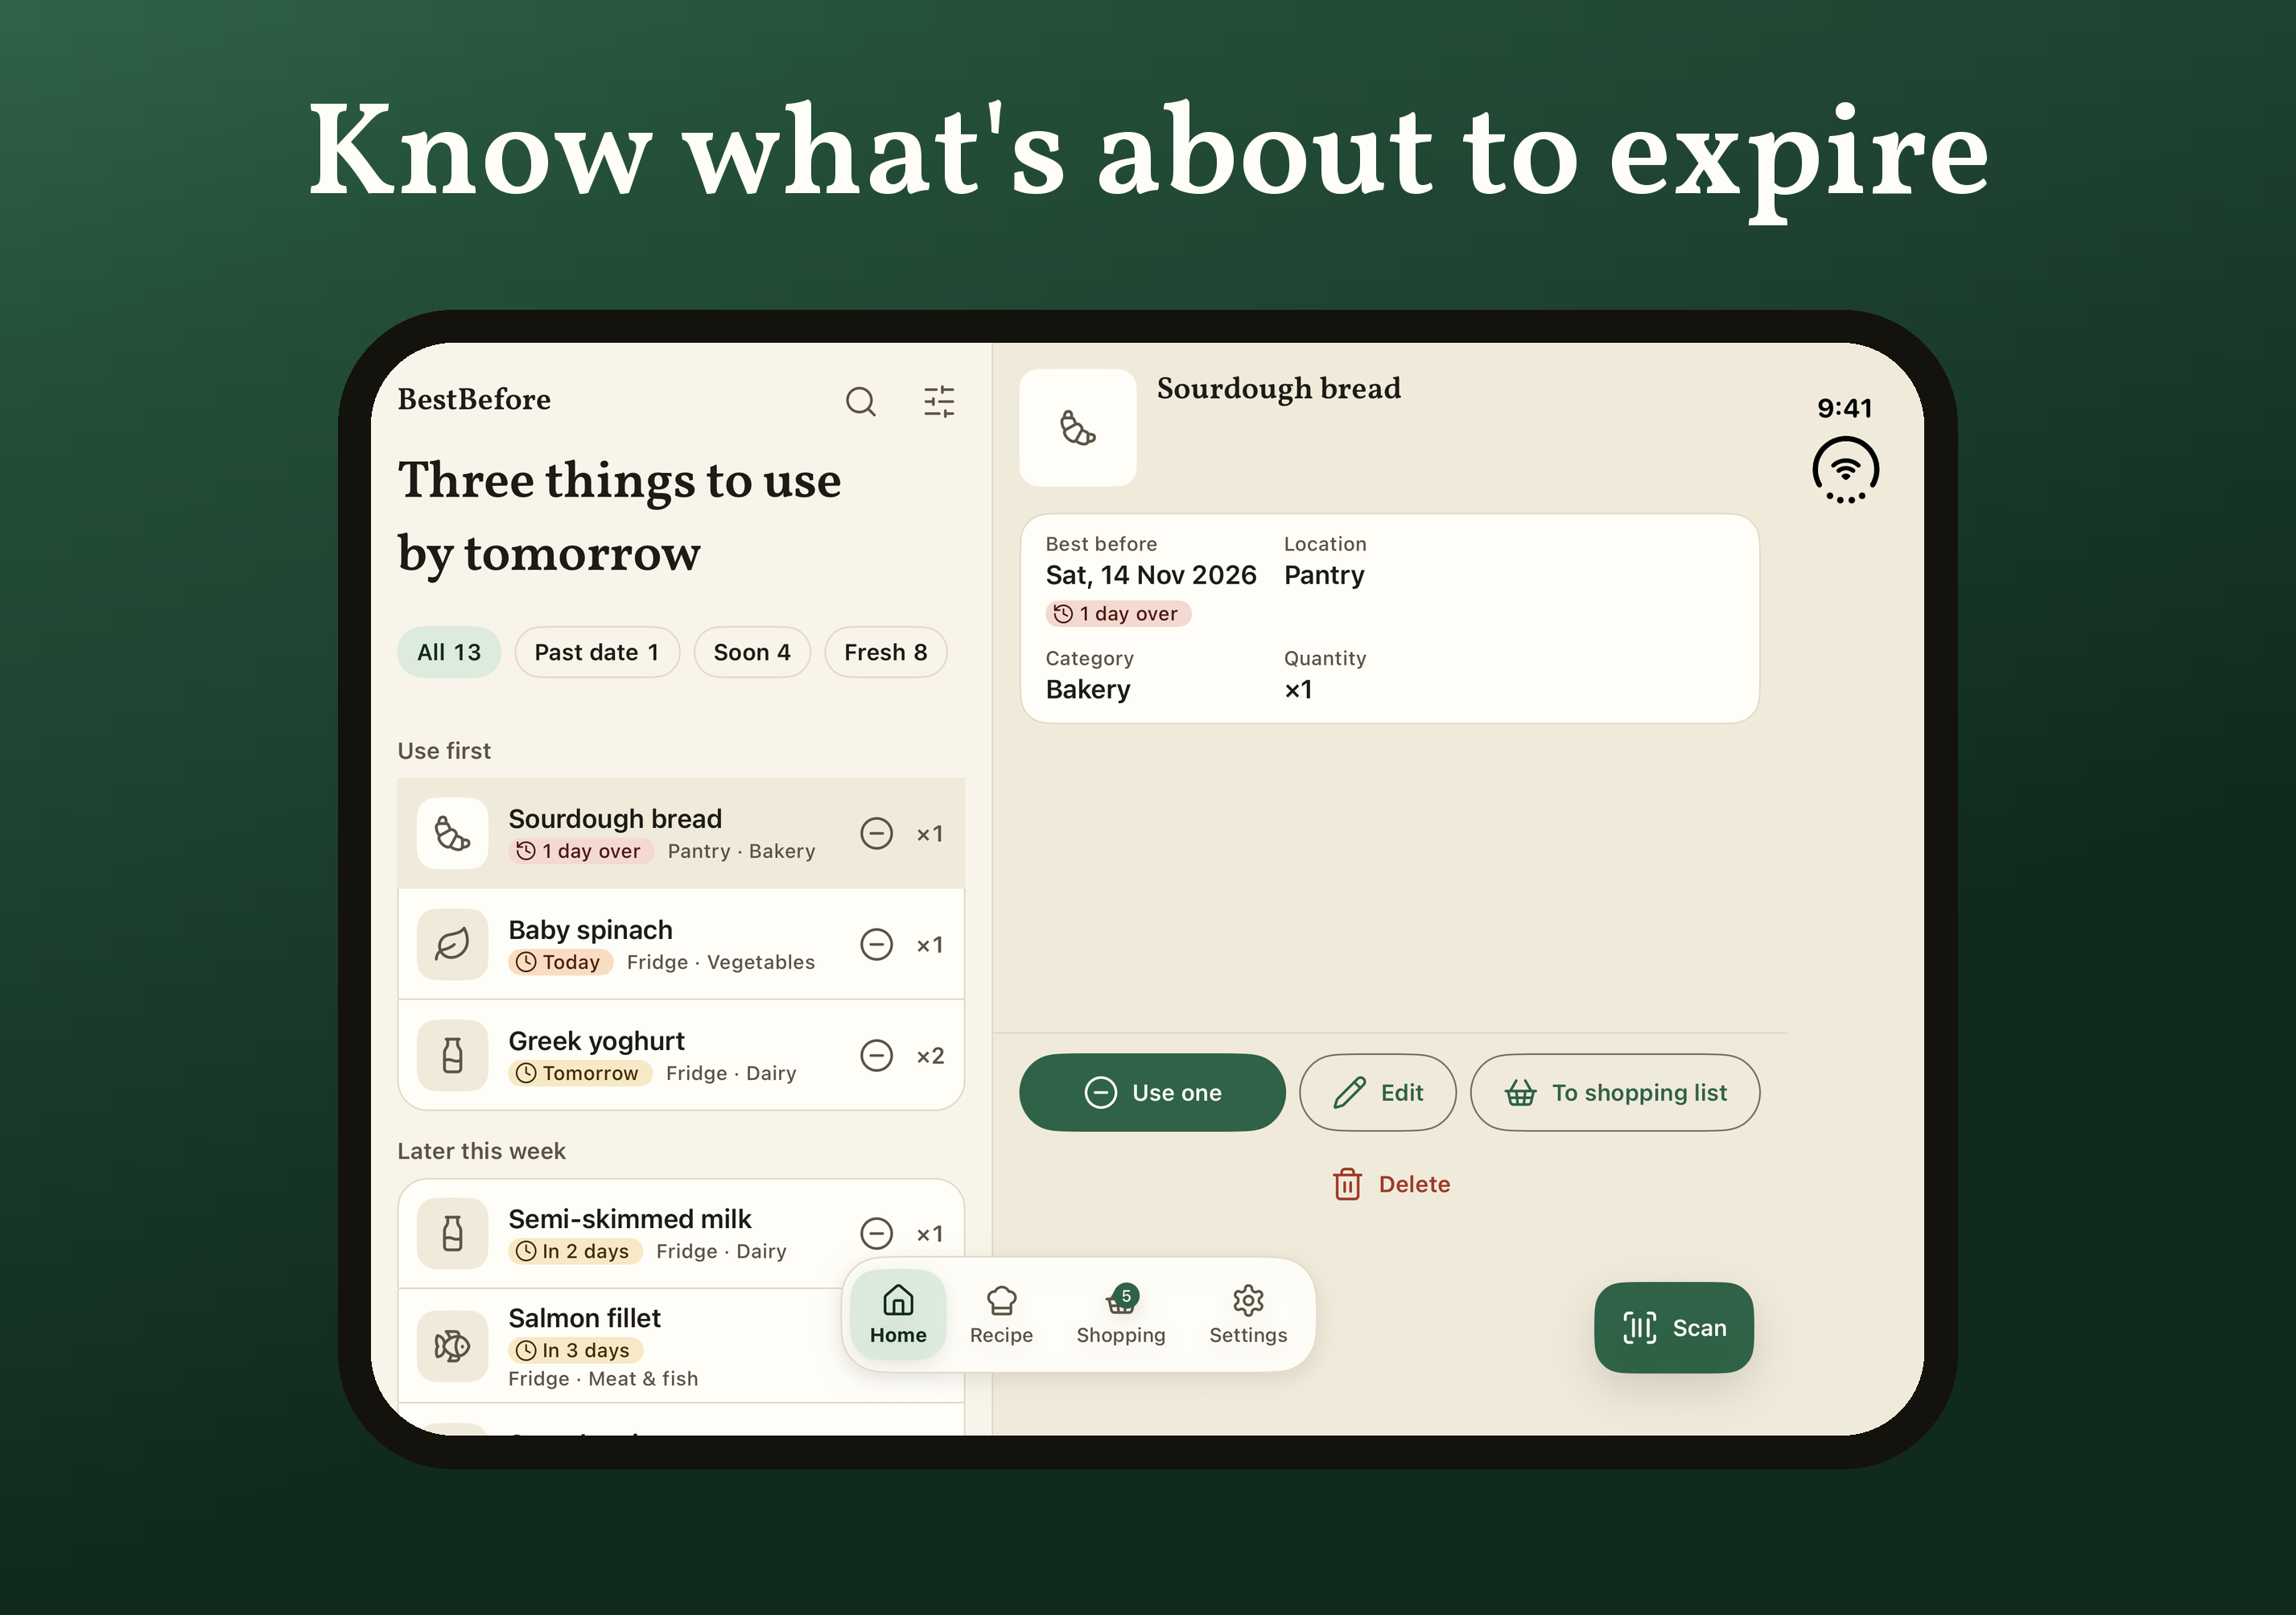 Know what's about to expire
BestBefore
Three things to use
by tomorrow
All 13
Past date 1
Soon 4
Fresh 8
Use first
Sourdough bread
1 day over
Pantry · Bakery
×1
Baby spinach
Today
Fridge · Vegetables
×1
Greek yoghurt
Tomorrow
Fridge · Dairy
×2
Later this week
Semi-skimmed milk
In 2 days
Fridge · Dairy
×1
Salmon fillet
In 3 days
Fridge · Meat & fish
Sourdough bread
9:41
Best before
Sat, 14 Nov 2026
1 day over
Location
Pantry
Category
Bakery
Quantity
×1
Use one
Edit
To shopping list
Delete
Home
Recipe
5
Shopping
Settings
Scan